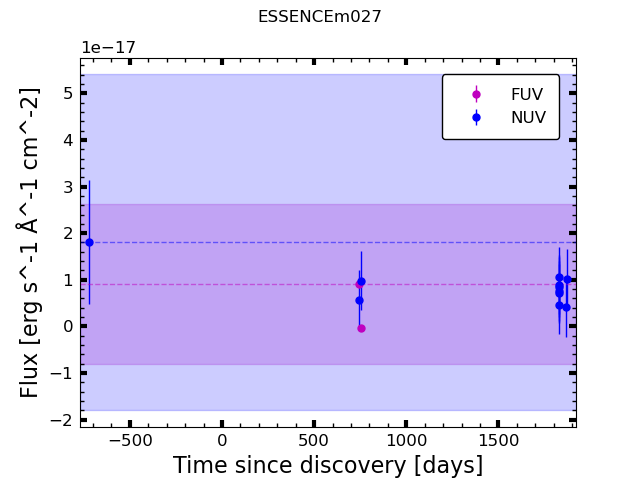 ESSENCEm027
1e−17
FUV
NUV
5
4
3
2
1
0
−1
−2
Flux [erg s^-1 Å^-1 cm^-2]
−500
0
500
1000
1500
Time since discovery [days]